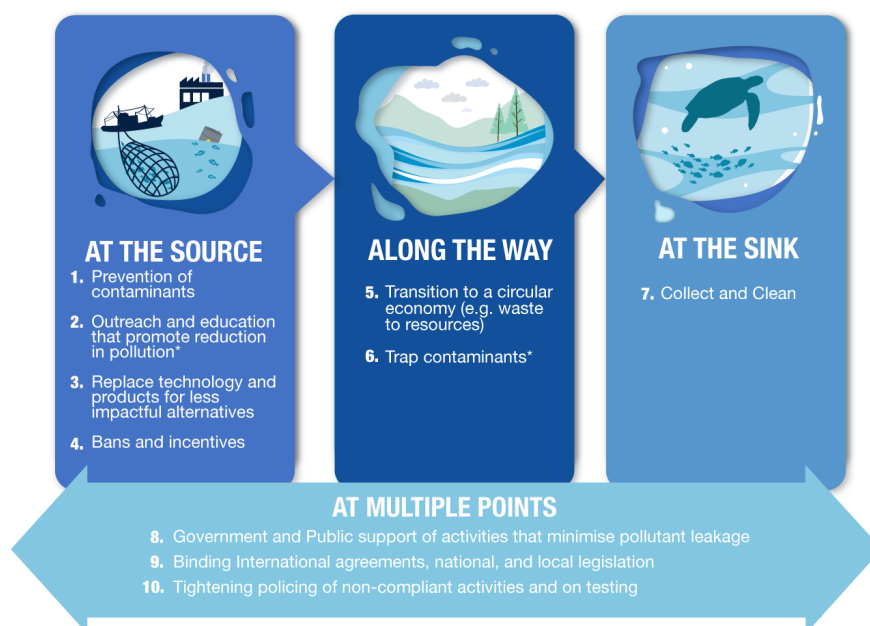 AT THE SOURCE
1. Prevention of
contaminants
2. Outreach and education
that promote reduction
in pollution*
3. Replace technology and
products for less
impactful alternatives
4. Bans and incentives
ALONG THE WAY
5. Transition to a circular
economy (e.g. waste
to resources)
6. Trap contaminants*
AT THE SINK
7. Collect and Clean
AT MULTIPLE POINTS
8. Government and Public support of activities that minimise pollutant leakage
9. Binding International agreements, national, and local legislation
10. Tightening policing of non-compliant activities and on testing